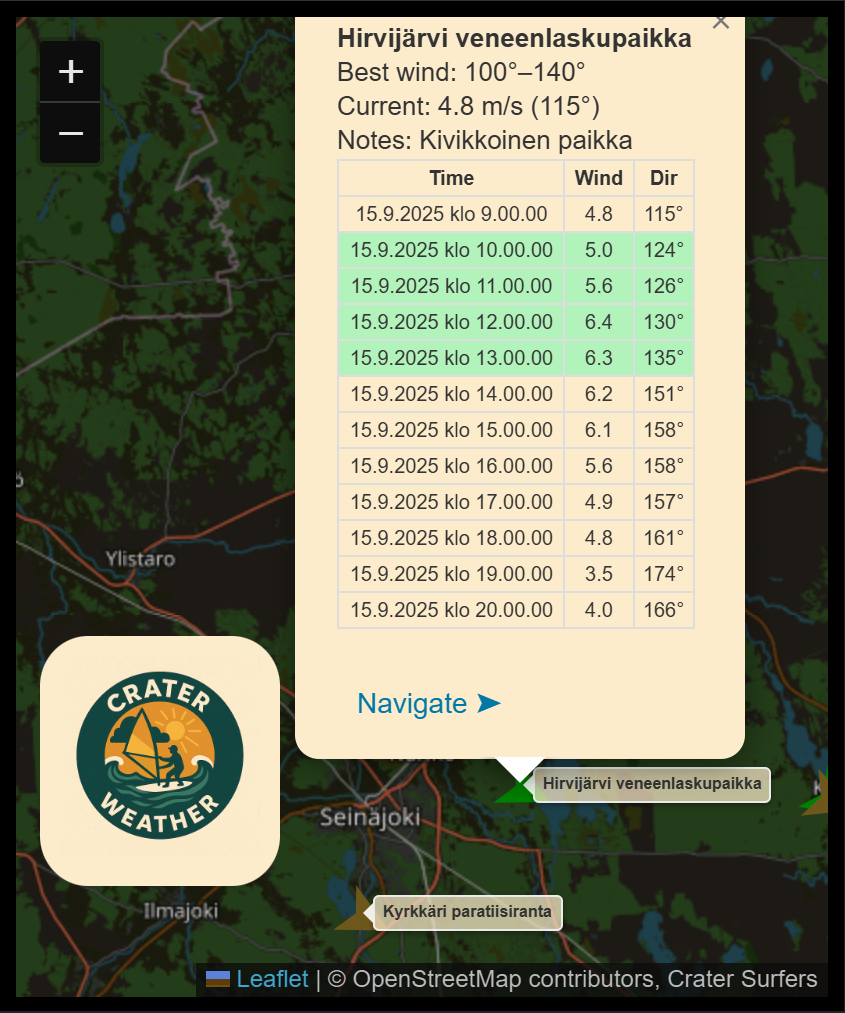 ×
+
−
Hirvijärvi veneenlaskupaikka
Best wind: 100°–140°
Current: 4.8 m/s (115°)
Notes: Kivikkoinen paikka
Time Wind Dir
15.9.2025 klo 9.00.00 4.8 115°
15.9.2025 klo 10.00.00 5.0 124°
15.9.2025 klo 11.00.00 5.6 126°
15.9.2025 klo 12.00.00 6.4 130°
15.9.2025 klo 13.00.00 6.3 135°
15.9.2025 klo 14.00.00 6.2 151°
15.9.2025 klo 15.00.00 6.1 158°
15.9.2025 klo 16.00.00 5.6 158°
15.9.2025 klo 17.00.00 4.9 157°
15.9.2025 klo 18.00.00 4.8 161°
15.9.2025 klo 19.00.00 3.5 174°
15.9.2025 klo 20.00.00 4.0 166°
Navigate ➤
Ylistaro
CRATER
WEATHER
Hirvijärvi veneenlaskupaikka
Seinäjoki
Ilmajoki
Kyrkkäri paratiisiranta
Leaflet | © OpenStreetMap contributors, Crater Surfers